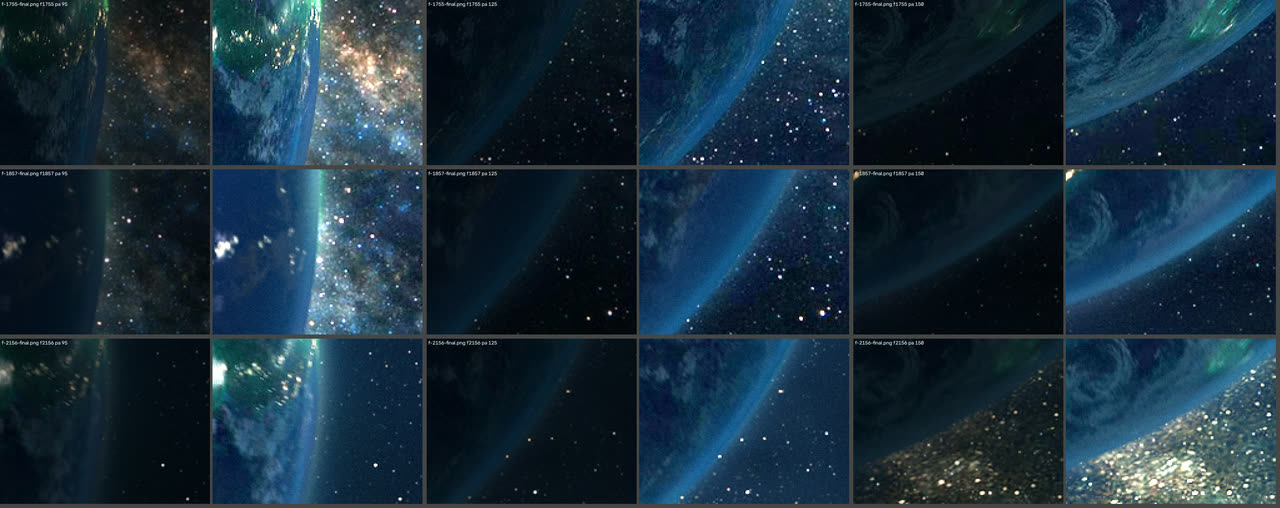 f-1755-final.png f1755 pa 95
f-1755-final.png f1755 pa 125
f-1755-final.png f1755 pa 150
f-1857-final.png f1857 pa 95
f-1857-final.png f1857 pa 125
f-1857-final.png f1857 pa 150
f-2156-final.png f2156 pa 95
f-2156-final.png f2156 pa 125
f-2156-final.png f2156 pa 150